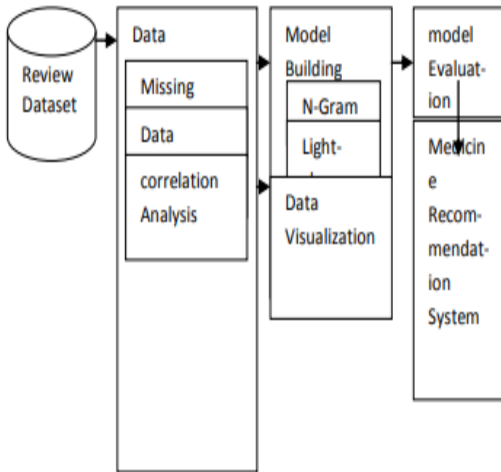 Review
Dataset
Data
Missing
Data
correlation
Analysis
Model
Building
N-Gram
Light-
Data
Visualization
model
Evaluat-
ion
Medicin
e
Recom-
mendat-
ion
System